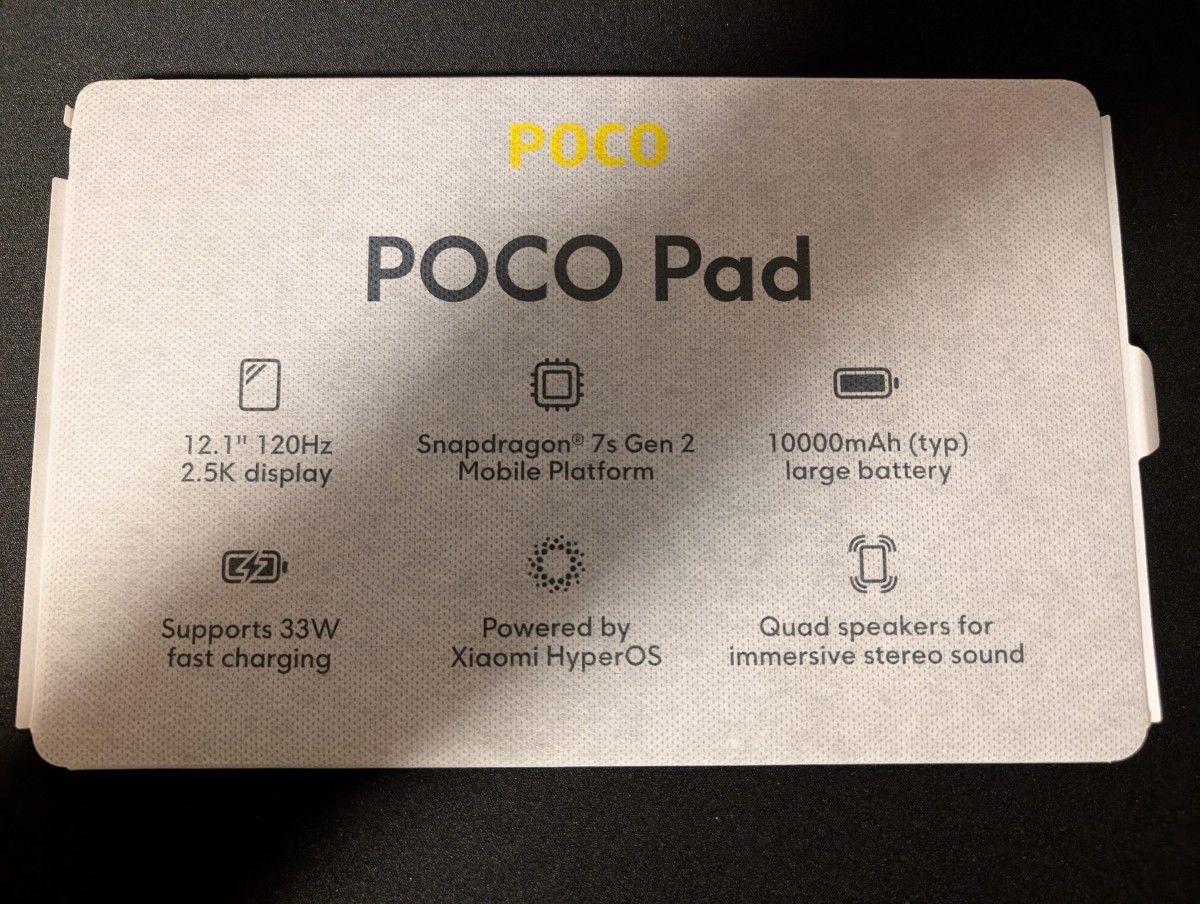 POCO
POCO Pad
12.1" 120Hz
2.5K display
Snapdragon® 7s Gen 2
Mobile Platform
10000mAh (typ)
large battery
Supports 33W
fast charging
Powered by
Xiaomi HyperOS
Quad speakers for
immersive stereo sound